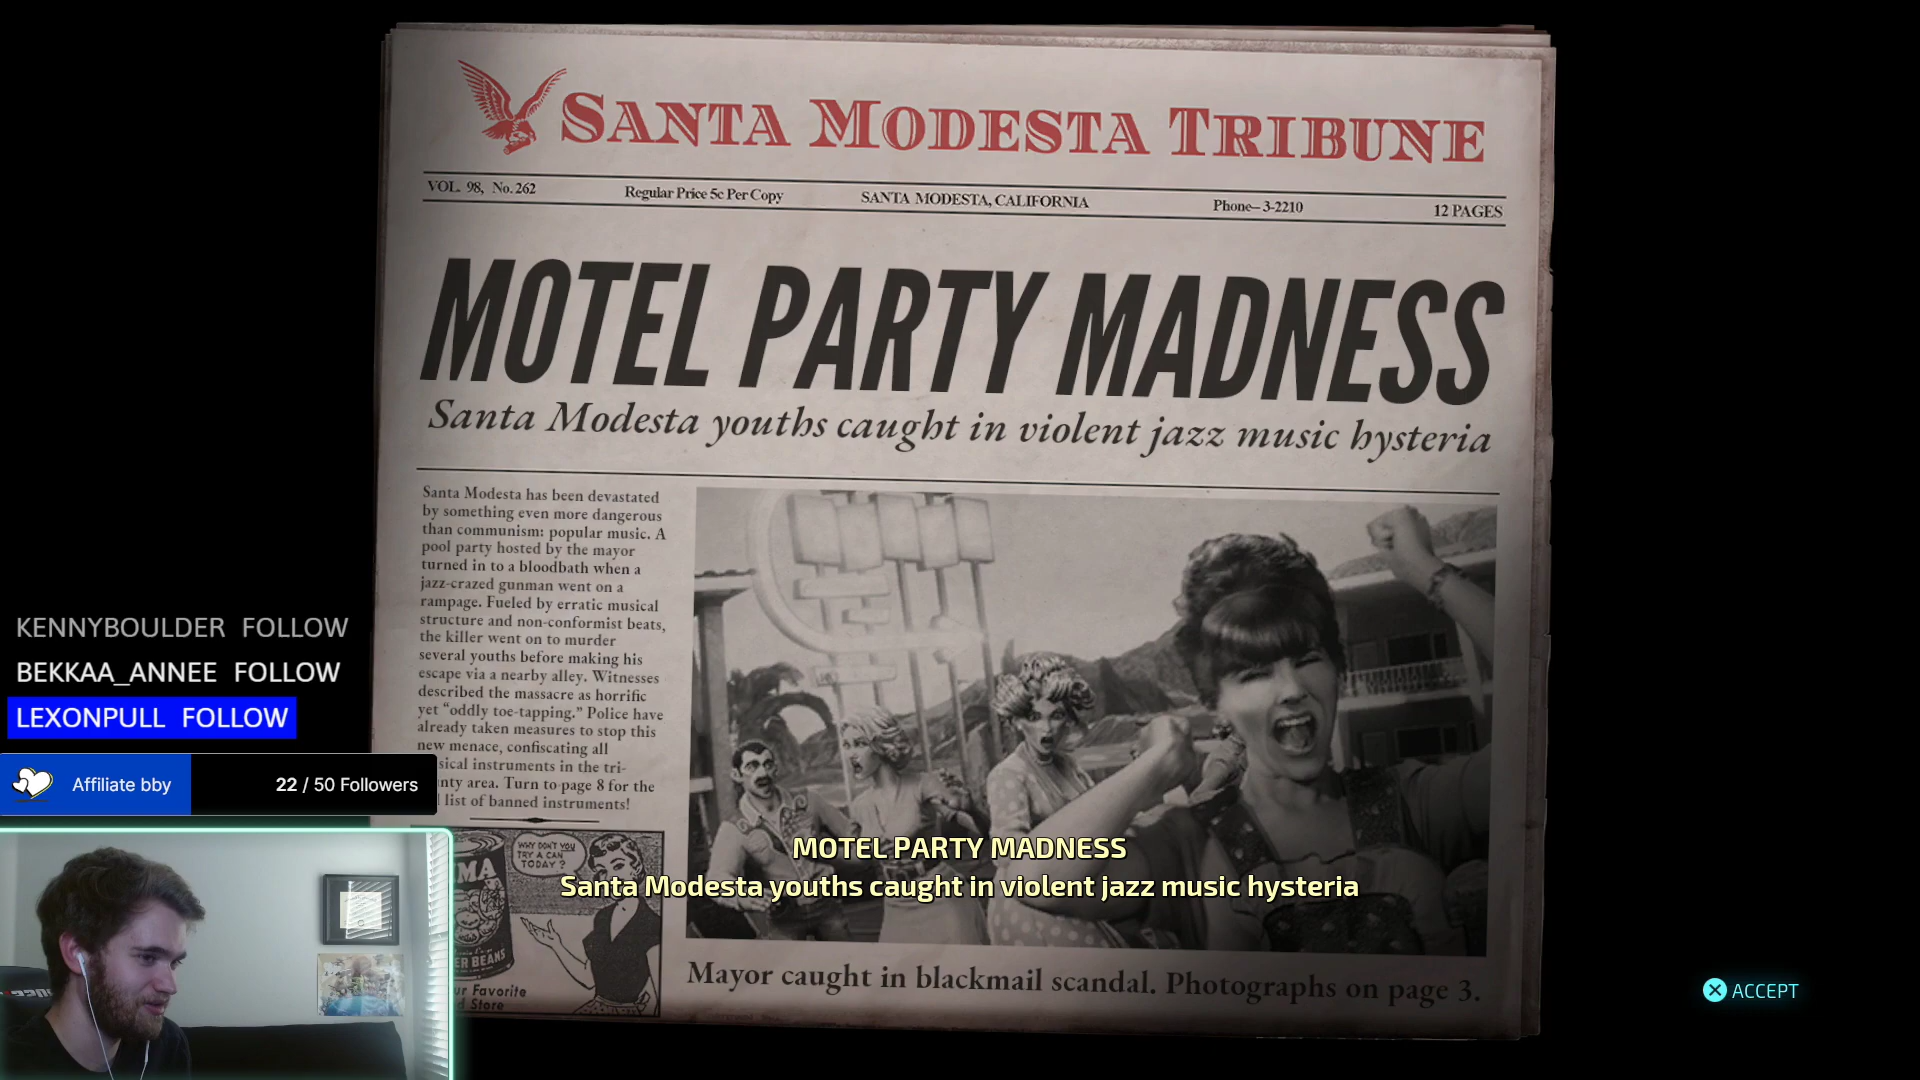 SANTA MODESTA TRIBUNE
VOL. 98, No. 262 Regular Price 5c Per Copy SANTA MODESTA, CALIFORNIA Phone–3-2210 12 PAGES
MOTEL PARTY MADNESS
Santa Modesta youths caught in violent jazz music hysteria
Santa Modesta has been devastated
by something even more dangerous
than communism: popular music. A
pool party hosted by the mayor
turned in to a bloodbath when a
jazz-crazed gunman went on a
rampage. Fueled by erratic musical
structure and non-conformist beats,
the killer went on to murder
several youths before making his
escape via a nearby alley. Witnesses
described the massacre as horrific
yet “oddly toe-tapping.” Police have
already taken measures to stop this
new menace, confiscating all
sical instruments in the tri-
nty area. Turn to page 8 for the
list of banned instruments!
WHY DON'T YOU
TRY A CAN
TODAY?
MA
ER BEANS
ur Favorite
d Store
MOTEL PARTY MADNESS
Santa Modesta youths caught in violent jazz music hysteria
Mayor caught in blackmail scandal. Photographs on page 3.
ACCEPT
KENNYBOULDER FOLLOW
BEKKAA_ANNEE FOLLOW
LEXONPULL FOLLOW
Affiliate bby 22 / 50 Followers